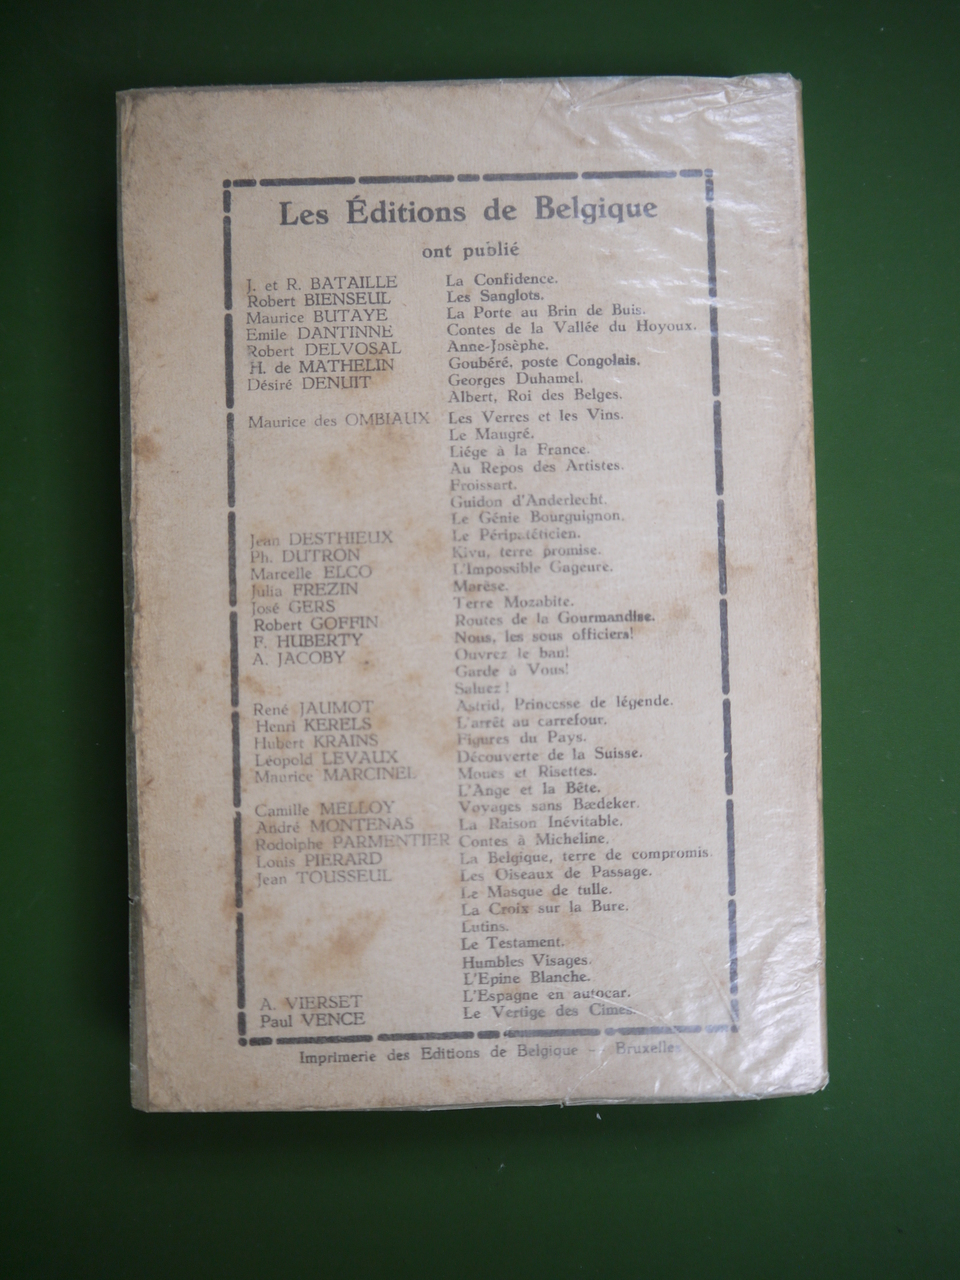 Les Éditions de Belgique
ont publié
J. et R. BATAILLE La Confidence.
Robert BIENSEUL Les Sanglots.
Maurice BUTAYE La Porte au Brin de Buis.
Emile DANTINNE Contes de la Vallée du Hoyoux.
Robert DELVOSAL Anne-Josèphe.
H. de MATHELIN Goubéré, poste Congolais.
Désiré DENUIT Georges Duhamel.
Albert, Roi des Belges.
Maurice des OMBIAUX Les Verres et les Vins.
Le Maugré.
Liége à la France.
Au Repos des Artistes.
Froissart.
Guidon d'Anderlecht.
Le Génie Bourguignon.
Jean DESTHIEUX Le Péripatéticien.
Ph. DUTRON Kivu, terre promise.
Marcelle ELCO L'Impossible Gageure.
Julia FREZIN Marèse.
José GERS Terre Mozabite.
Robert GOFFIN Routes de la Gourmandise.
F. HUBERTY Nous, les sous officiers!
A. JACOBY Ouvrez le ban!
Garde à Vous!
Saluez!
René JAUMOT Astrid, Princesse de légende.
Henri KERELS L'arrêt au carrefour.
Hubert KRAINS Figures du Pays.
Léopold LEVAUX Découverte de la Suisse.
Maurice MARCINEL Moues et Risettes.
L'Ange et la Bête.
Camille MELLOY Voyages sans Bædeker.
André MONTENAS La Raison Inévitable.
Rodolphe PARMENTIER Contes à Micheline.
Louis PIERARD La Belgique, terre de compromis.
Jean TOUSSEUL Les Oiseaux de Passage.
Le Masque de tulle.
La Croix sur la Bure.
Lutins.
Le Testament.
Humbles Visages.
L'Epine Blanche.
A. VIERSET L'Espagne en autocar.
Paul VENCE Le Vertige des Cimes.
Imprimerie des Editions de Belgique - Bruxelles